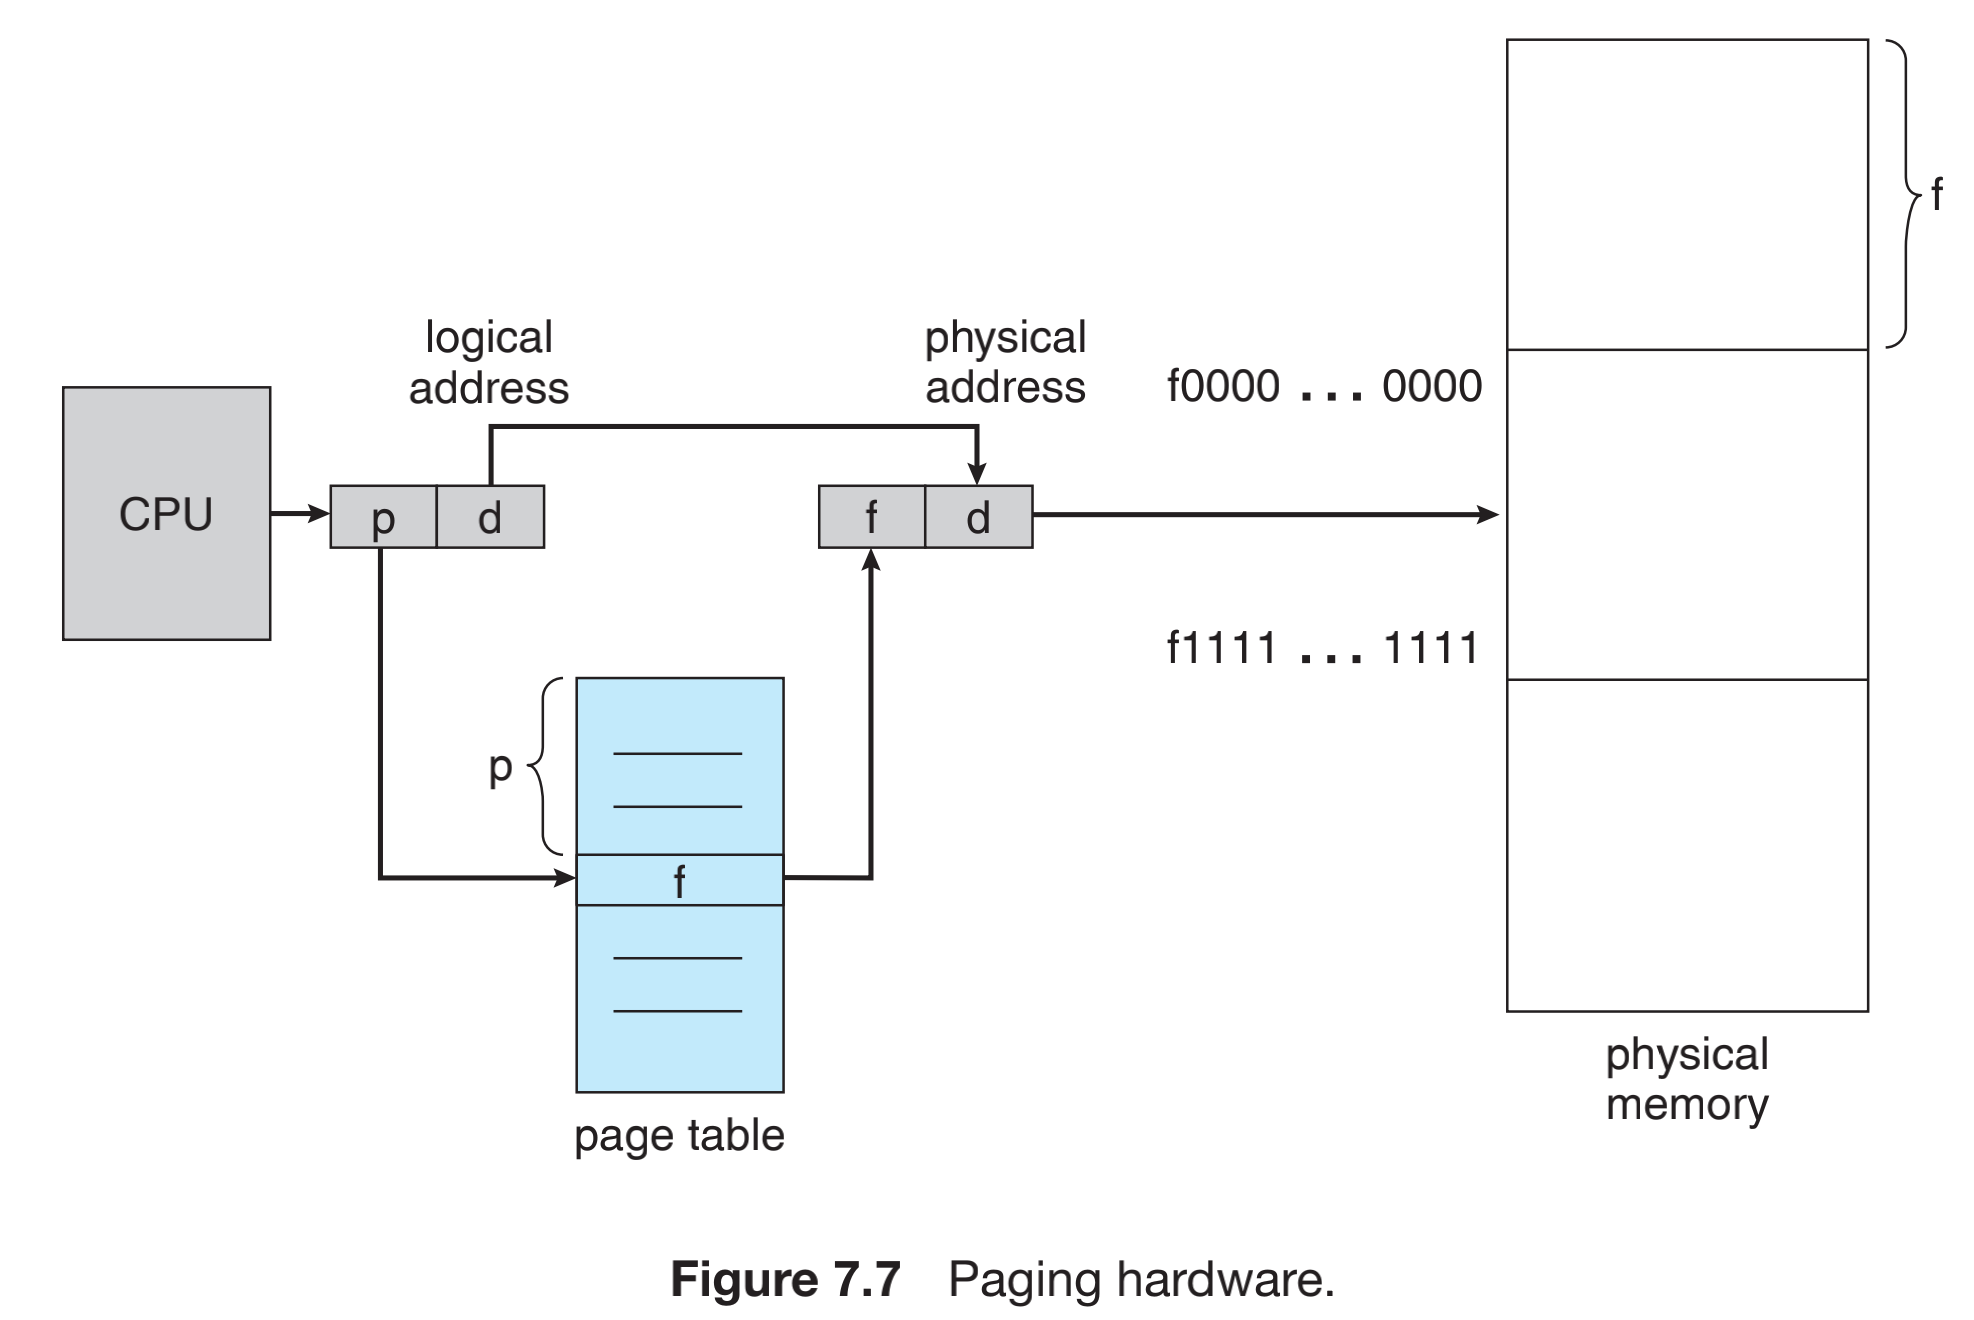 f
logical
address
physical
address
f0000 ... 0000
CPU
p
d
f
d
f1111 ... 1111
p
f
physical
memory
page table
Figure 7.7 Paging hardware.